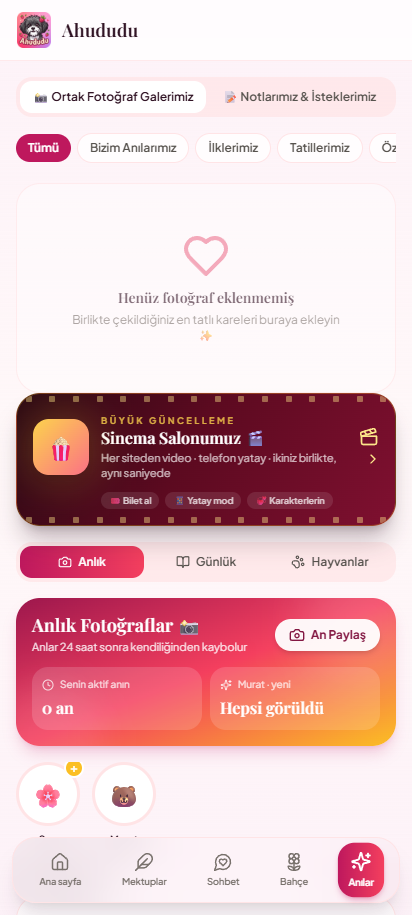 Ahududu
Ahududu
Ortak Fotoğraf Galerimiz
Notlarımız & İsteklerimiz
Tümü
Bizim Anılarımız
İlklerimiz
Tatillerimiz
Henüz fotoğraf eklenmemiş
Birlikte çekildiğiniz en tatlı kareleri buraya ekleyin
BÜYÜK GÜNCELLEME
Sinema Salonumuz
Her siteden video · telefon yatay · ikiniz birlikte,
aynı saniyede
Bilet al
Yatay mod
Karakterlerin
Anlık
Günlük
Hayvanlar
Anlık Fotoğraflar
Anlar 24 saat sonra kendiliğinden kaybolur
An Paylaş
Senin aktif anın
0 an
Murat · yeni
Hepsi görüldü
Ana sayfa
Mektuplar
Sohbet
Bahçe
Anılar